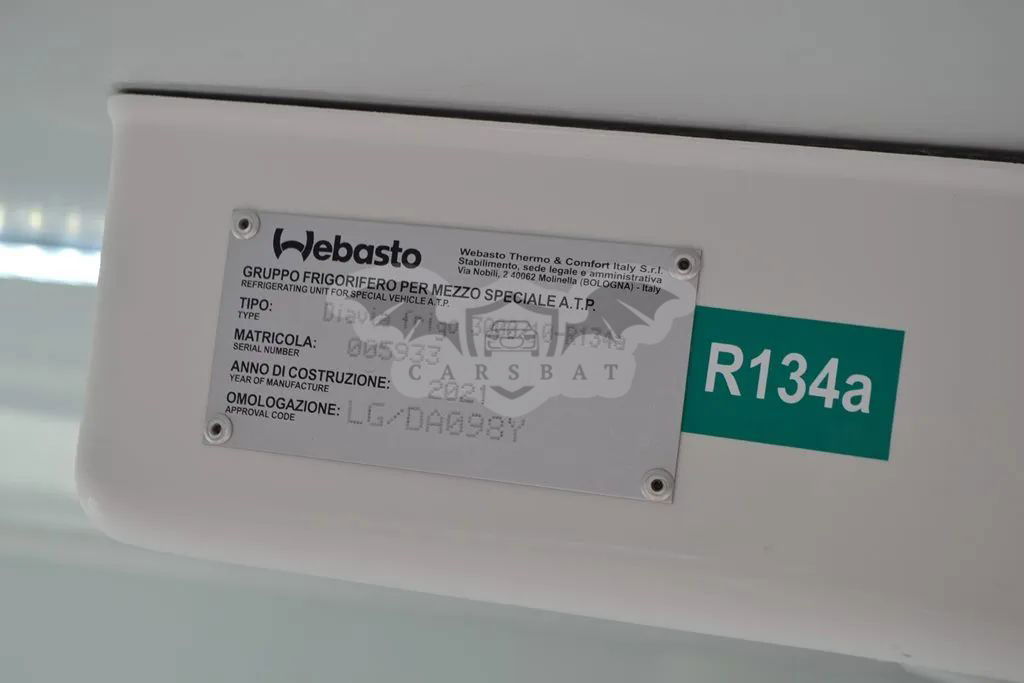 Webasto
Webasto Thermo & Comfort Italy S.r.l.
Stabilimento, sede legale e amministrativa
Via Nobili, 2 40062 Molinella (BOLOGNA) - Italy
GRUPPO FRIGORIFERO PER MEZZO SPECIALE A.T.P.
REFRIGERATING UNIT FOR SPECIAL VEHICLE A.T.P.
TIPO: Diavia frigo
TYPE
MATRICOLA: 005933
SERIAL NUMBER
ANNO DI COSTRUZIONE: 2021
YEAR OF MANUFACTURE
OMOLOGAZIONE: LG/DA098Y
APPROVAL CODE
R134a
CARSBAT